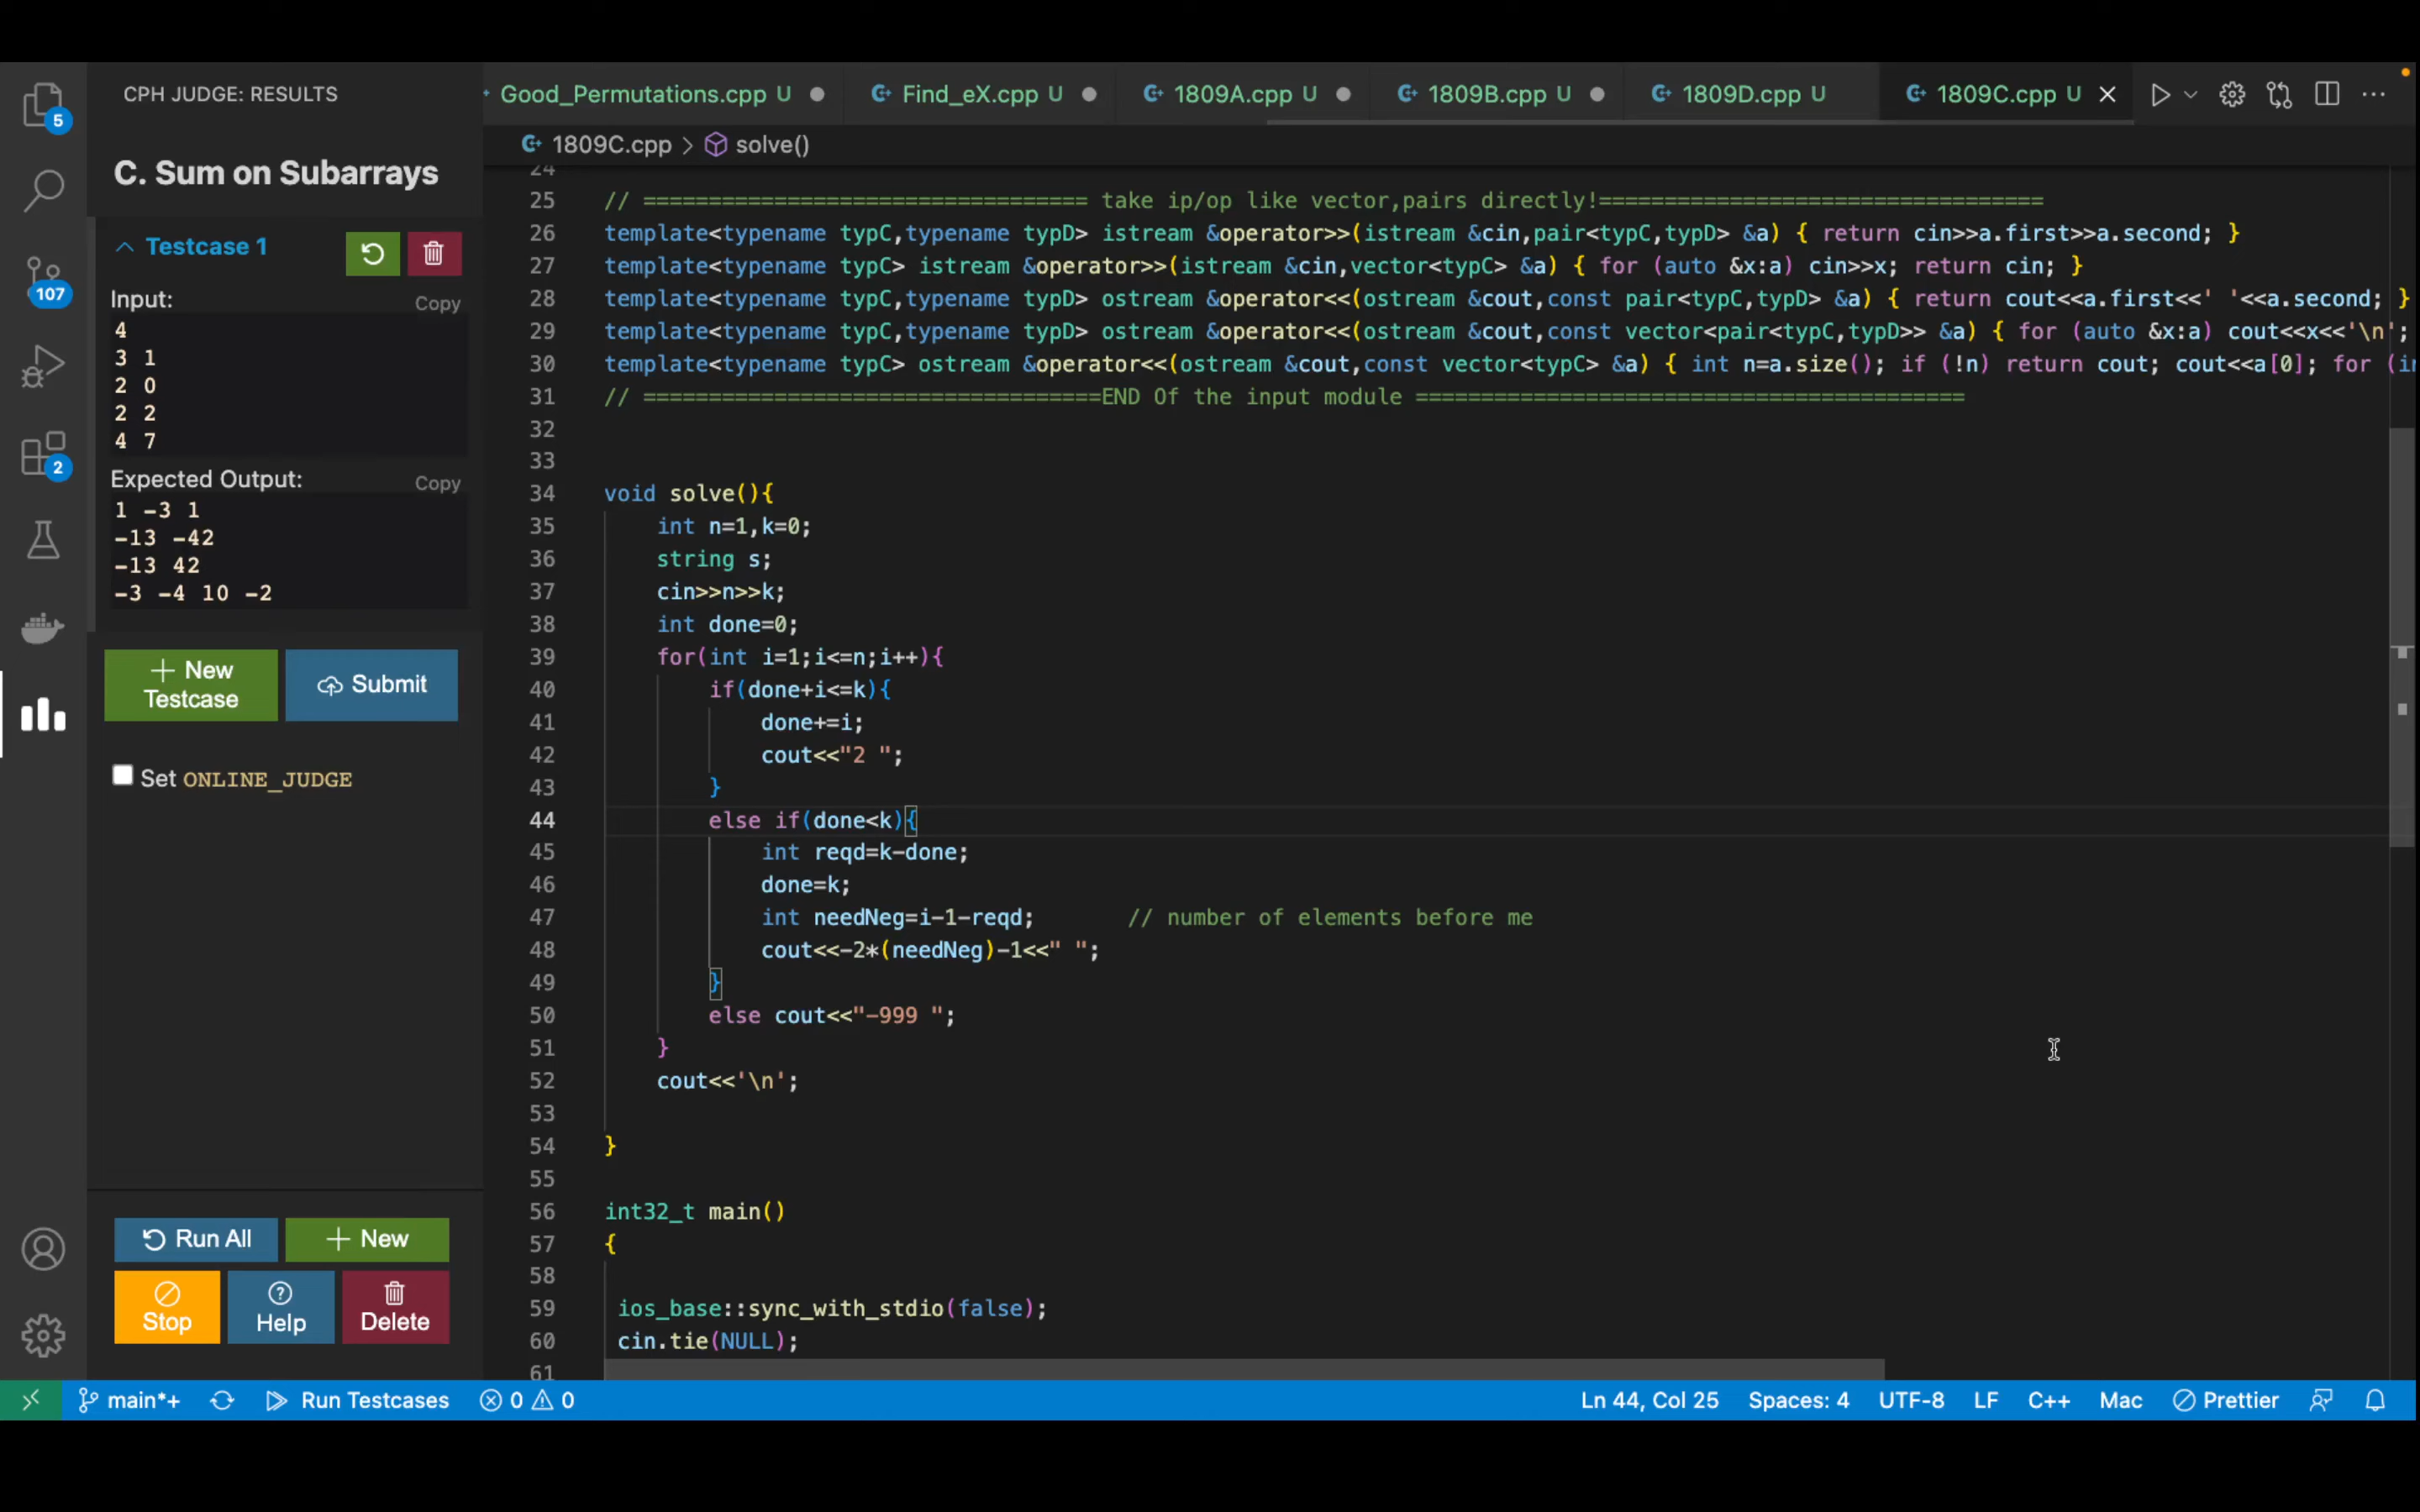 CPH JUDGE: RESULTS
Good_Permutations.cpp U
Find_eX.cpp U
1809A.cpp U
1809B.cpp U
1809D.cpp U
1809C.cpp U
5
107
2
C. Sum on Subarrays
Testcase 1
Input:
Copy
4
3 1
2 0
2 2
4 7
Expected Output:
Copy
1 -3 1
-13 -42
-13 42
-3 -4 10 -2
New Testcase
Submit
Set ONLINE_JUDGE
Run All
New
Stop
Help
Delete
1809C.cpp > solve()
24
25 // ================================== take ip/op like vector,pairs directly!==================================
26 template<typename typC,typename typD> istream &operator>>(istream &cin,pair<typC,typD> &a) { return cin>>a.first>>a.second; }
27 template<typename typC> istream &operator>>(istream &cin,vector<typC> &a) { for (auto &x:a) cin>>x; return cin; }
28 template<typename typC,typename typD> ostream &operator<<(ostream &cout,const pair<typC,typD> &a) { return cout<<a.first<<' '<<a.second; }
29 template<typename typC,typename typD> ostream &operator<<(ostream &cout,const vector<pair<typC,typD>> &a) { for (auto &x:a) cout<<x<<'\n';
30 template<typename typC> ostream &operator<<(ostream &cout,const vector<typC> &a) { int n=a.size(); if (!n) return cout; cout<<a[0]; for (in
31 // ===================================END Of the input module ==========================================
32
33
34 void solve(){
35 int n=1,k=0;
36 string s;
37 cin>>n>>k;
38 int done=0;
39 for(int i=1;i<=n;i++){
40 if(done+i<=k){
41 done+=i;
42 cout<<"2 ";
43 }
44 else if(done<k){
45 int reqd=k-done;
46 done=k;
47 int needNeg=i-1-reqd; // number of elements before me
48 cout<<-2*(needNeg)-1<<" ";
49 }
50 else cout<<"-999 ";
51 }
52 cout<<'\n';
53
54 }
55
56 int32_t main()
57 {
58
59 ios_base::sync_with_stdio(false);
60 cin.tie(NULL);
61
main*+
Run Testcases
0
0
Ln 44, Col 25
Spaces: 4
UTF-8
LF
C++
Mac
Prettier